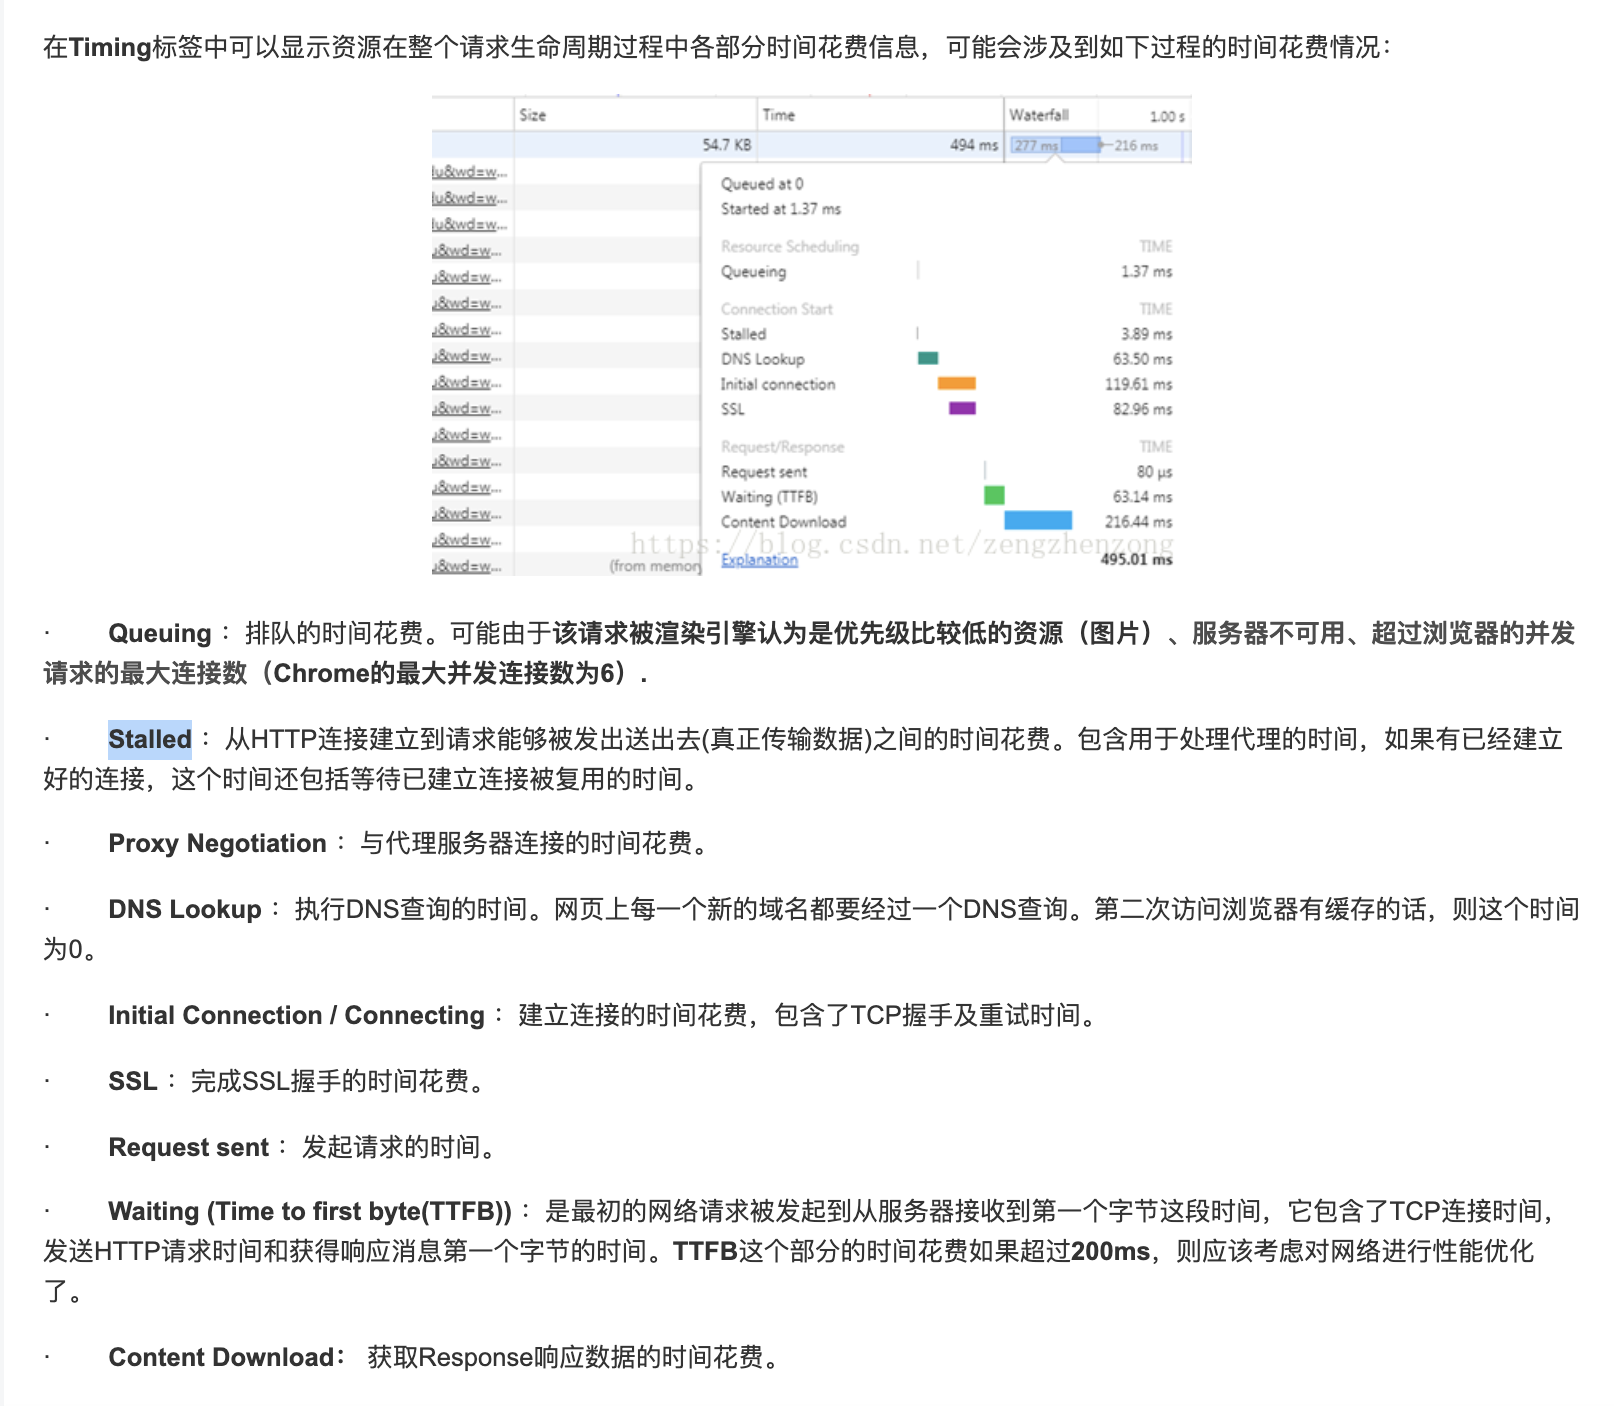 在Timing标签中可以显示资源在整个请求生命周期过程中各部分时间花费信息，可能会涉及到如下过程的时间花费情况：
Size Time Waterfall 1.00 s
54.7 KB 494 ms 277 ms 216 ms
lu&wd=w...
lu&wd=w...
lu&wd=w...
u&wd=w...
u&wd=w...
u&wd=w...
u&wd=w...
u&wd=w...
u&wd=w...
u&wd=w...
u&wd=w...
u&wd=w...
u&wd=w...
u&wd=w...
u&wd=w...
u&wd=w...
(from memor
Queued at 0
Started at 1.37 ms
Resource Scheduling TIME
Queueing 1.37 ms
Connection Start TIME
Stalled 3.89 ms
DNS Lookup 63.50 ms
Initial connection 119.61 ms
SSL 82.96 ms
Request/Response TIME
Request sent 80 μs
Waiting (TTFB) 63.14 ms
Content Download 216.44 ms
https://blog.csdn.net/zengzhenzong
Explanation 495.01 ms
· Queuing： 排队的时间花费。可能由于该请求被渲染引擎认为是优先级比较低的资源（图片）、服务器不可用、超过浏览器的并发
请求的最大连接数（Chrome的最大并发连接数为6）.
· Stalled： 从HTTP连接建立到请求能够被发出送出去(真正传输数据)之间的时间花费。包含用于处理代理的时间，如果有已经建立
好的连接，这个时间还包括等待已建立连接被复用的时间。
· Proxy Negotiation： 与代理服务器连接的时间花费。
· DNS Lookup： 执行DNS查询的时间。网页上每一个新的域名都要经过一个DNS查询。第二次访问浏览器有缓存的话，则这个时间
为0。
· Initial Connection / Connecting： 建立连接的时间花费，包含了TCP握手及重试时间。
· SSL： 完成SSL握手的时间花费。
· Request sent： 发起请求的时间。
· Waiting (Time to first byte(TTFB))： 是最初的网络请求被发起到从服务器接收到第一个字节这段时间，它包含了TCP连接时间，
发送HTTP请求时间和获得响应消息第一个字节的时间。TTFB这个部分的时间花费如果超过200ms，则应该考虑对网络进行性能优化
了。
· Content Download： 获取Response响应数据的时间花费。